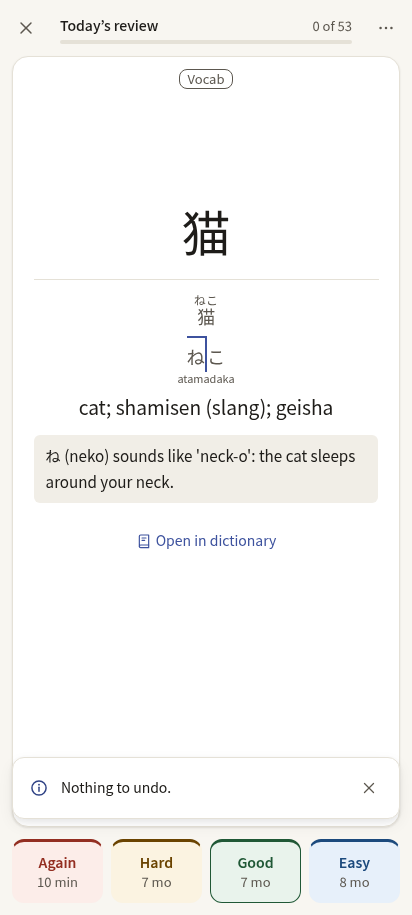 Today's review
0 of 53
Vocab
猫
ねこ
猫
ねこ
atamadaka
cat; shamisen (slang); geisha
ね (neko) sounds like 'neck-o': the cat sleeps
around your neck.
Open in dictionary
Nothing to undo.
Again
10 min
Hard
7 mo
Good
7 mo
Easy
8 mo